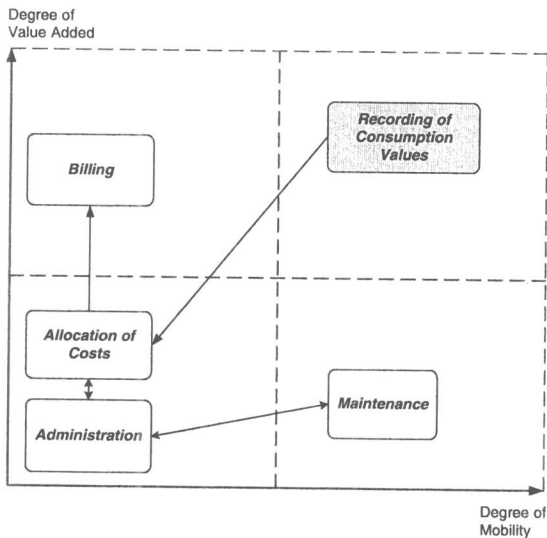 Degree of
Value Added
Recording of
Consumption
Values
Billing
Allocation of
Costs
Maintenance
Administration
Degree of
Mobility